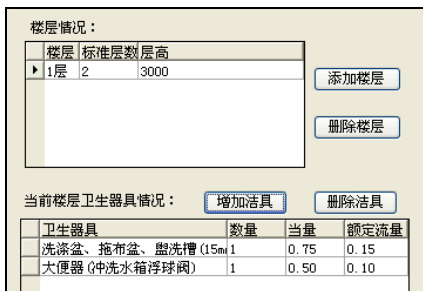 楼层情况：
楼层 标准层数 层高
1层 2 3000
添加楼层
删除楼层
当前楼层卫生器具情况： 增加洁具 删除洁具
卫生器具 数量 当量 额定流量
洗涤盆、拖布盆、盥洗槽(15m 1 0.75 0.15
大便器(冲洗水箱浮球阀) 1 0.50 0.10